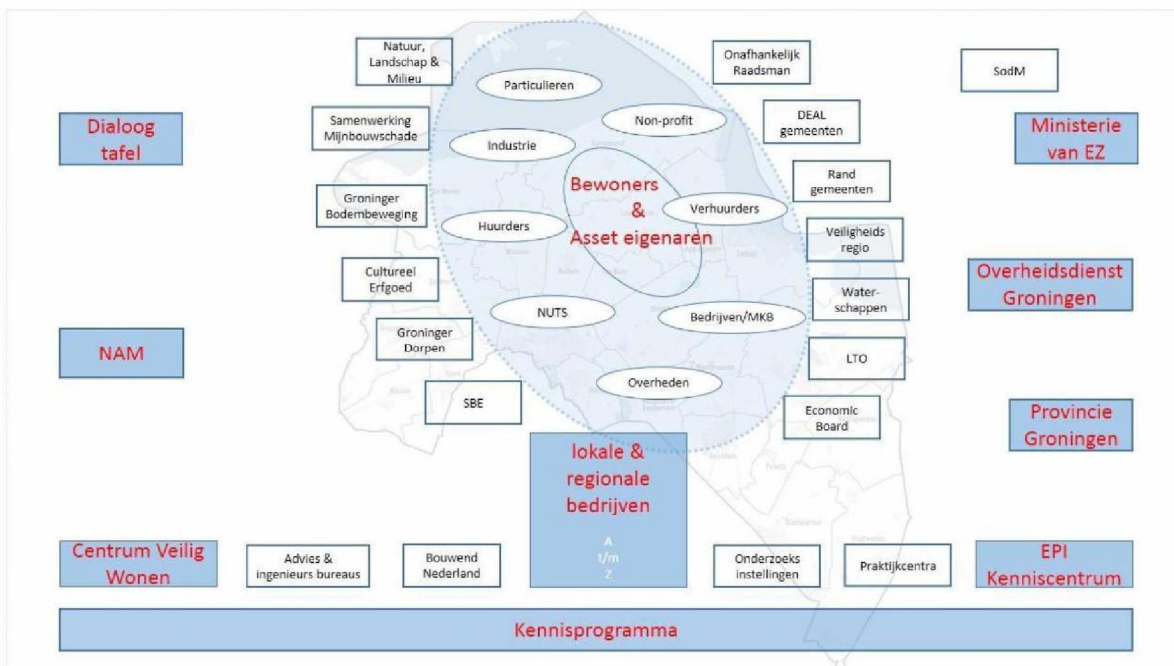 Natuur,
Landschap &
Milieu
Onafhankelijk
Raadsman
SodM
Particulieren
Dialoog
tafel
Samenwerking
Mijnbouwschade
Non-profit
DEAL
gemeenten
Ministerie
van EZ
Industrie
Bewoners
&
Asset eigenaren
Rand
gemeenten
Groninger
Bodembeweging
Huurders
Verhuurders
Veiligheids
regio
Cultureel
Erfgoed
Overheidsdienst
Groningen
Water-
schappen
NUTS
Bedrijven/MKB
NAM
Groninger
Dorpen
LTO
SBE
Overheden
Economic
Board
Provincie
Groningen
lokale &
regionale
bedrijven
A
t/m
Z
Centrum Veilig
Wonen
Advies &
ingenieurs bureaus
Bouwend
Nederland
Onderzoeks
instellingen
Praktijkcentra
EPI
Kenniscentrum
Kennisprogramma